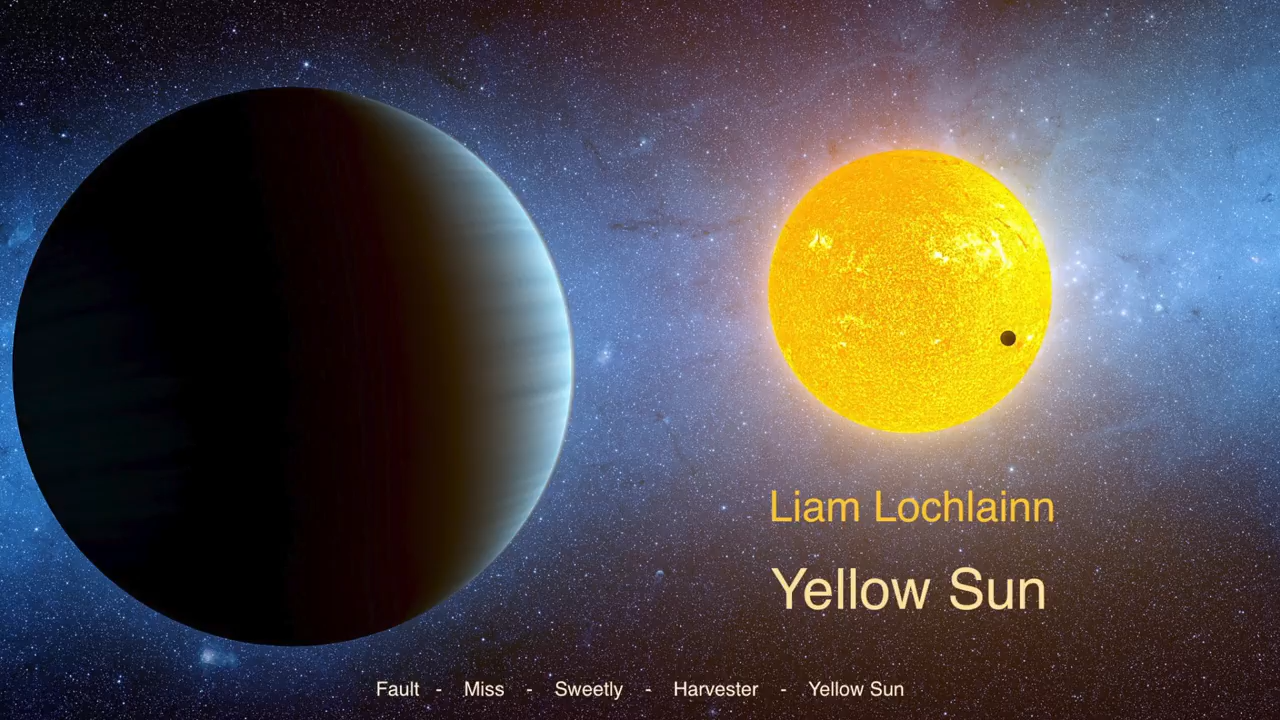 Liam Lochlainn
Yellow Sun
Fault - Miss - Sweetly - Harvester - Yellow Sun